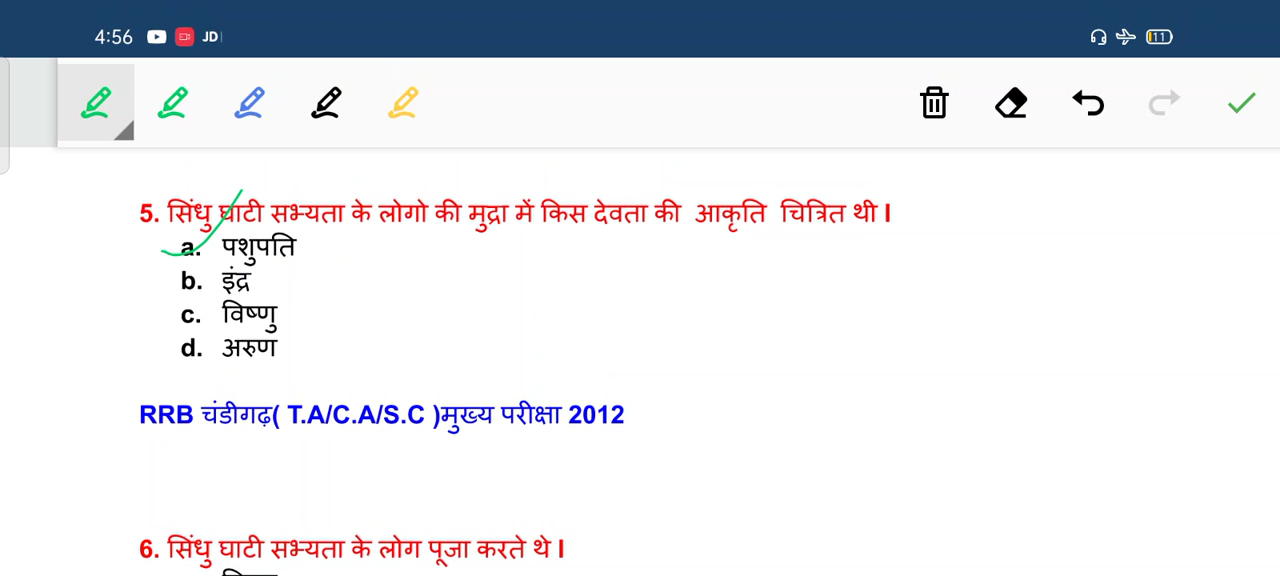 4:56 JD
11
5. सिंधु घाटी सभ्यता के लोगो की मुद्रा में किस देवता की आकृति चित्रित थी I
a. पशुपति
b. इंद्र
c. विष्णु
d. अरुण
RRB चंडीगढ़( T.A/C.A/S.C )मुख्य परीक्षा 2012
6. सिंधु घाटी सभ्यता के लोग पूजा करते थे I